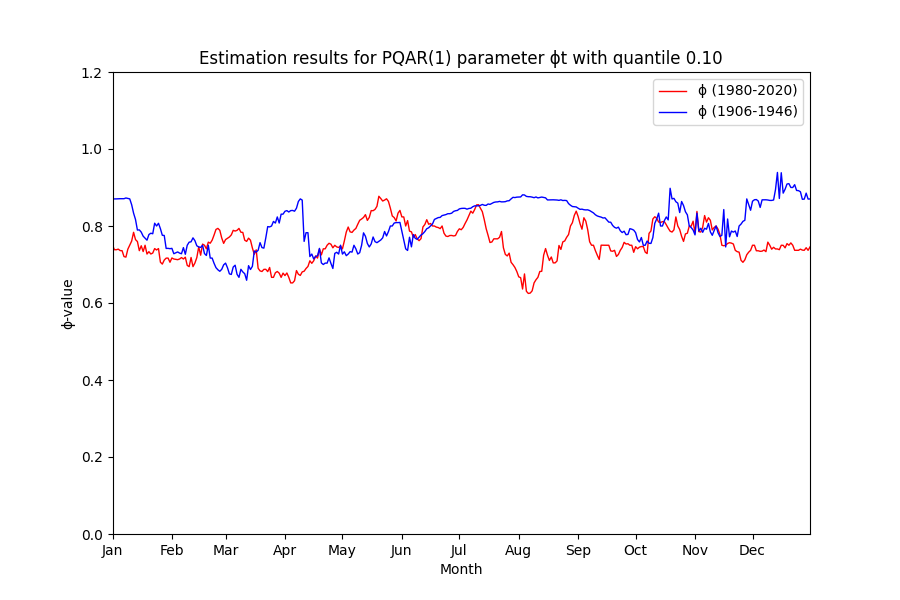 Estimation results for PQAR(1) parameter ϕt with quantile 0.10
ϕ (1980-2020)
ϕ (1906-1946)
1.2
1.0
0.8
0.6
0.4
0.2
0.0
ϕ-value
Jan Feb Mar Apr May Jun Jul Aug Sep Oct Nov Dec
Month